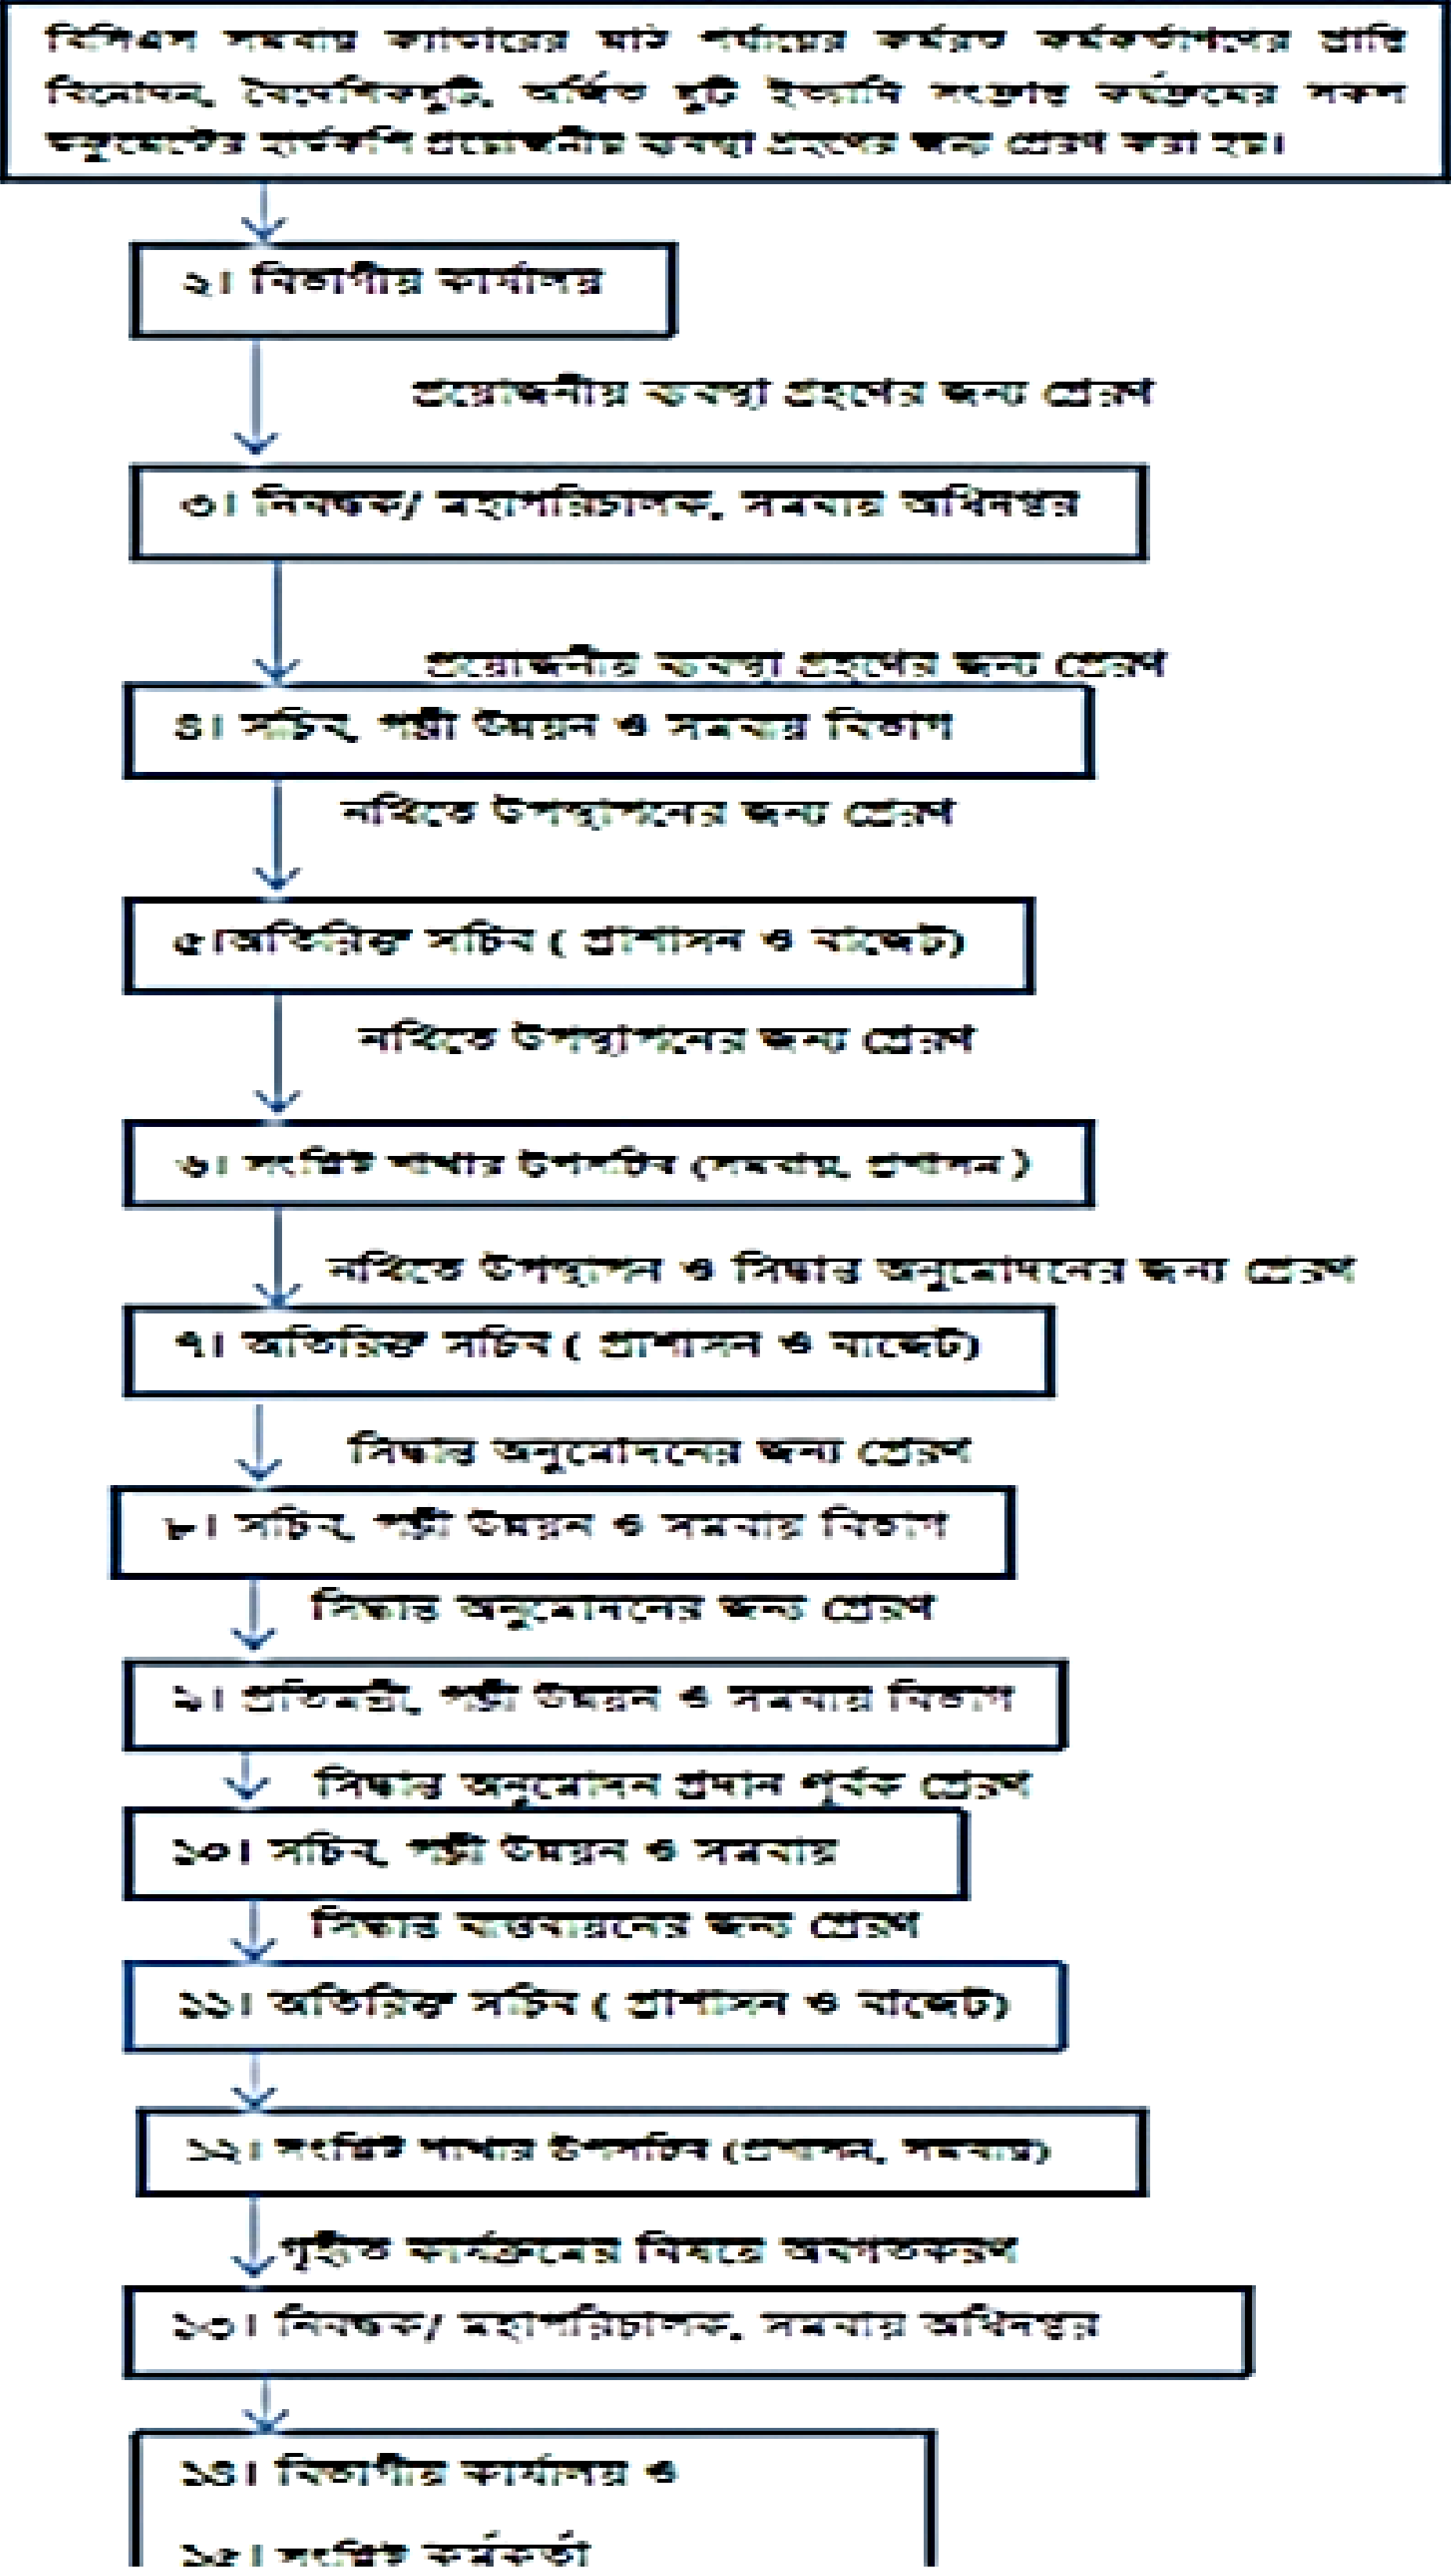 বিসিএস সমবায় ক্যাডারের মাঠ পর্যায়ের কর্মরত কর্মকর্তাগণের শ্রান্তি
বিনোদন, বৈদেশিকছুটি, অর্জিত ছুটি ইত্যাদি সংক্রান্ত কার্যক্রমের সকল
ডকুমেন্টের হার্ডকপি প্রয়োজনীয় ব্যবস্থা গ্রহণের জন্য প্রেরণ করা হয়।
২। বিভাগীয় কার্যালয়
প্রয়োজনীয় ব্যবস্থা গ্রহণের জন্য প্রেরণ
৩। নিবন্ধক/ মহাপরিচালক, সমবায় অধিদপ্তর
প্রয়োজনীয় ব্যবস্থা গ্রহণের জন্য প্রেরণ
৪। সচিব, পল্লী উন্নয়ন ও সমবায় বিভাগ
নথিতে উপস্থাপনের জন্য প্রেরণ
৫।অতিরিক্ত সচিব ( প্রশাসন ও বাজেট)
নথিতে উপস্থাপনের জন্য প্রেরণ
৬। সংশ্লিষ্ট শাখার উপসচিব (সমবায়, প্রশাসন )
নথিতে উপস্থাপন ও সিদ্ধান্ত অনুমোদনের জন্য প্রেরণ
৭। অতিরিক্ত সচিব ( প্রশাসন ও বাজেট)
সিদ্ধান্ত অনুমোদনের জন্য প্রেরণ
৮। সচিব, পল্লী উন্নয়ন ও সমবায় বিভাগ
সিদ্ধান্ত অনুমোদনের জন্য প্রেরণ
৯। প্রতিমন্ত্রী, পল্লী উন্নয়ন ও সমবায় বিভাগ
সিদ্ধান্ত অনুমোদন প্রদান পূর্বক প্রেরণ
১০। সচিব, পল্লী উন্নয়ন ও সমবায়
সিদ্ধান্ত বাস্তবায়নের জন্য প্রেরণ
১১। অতিরিক্ত সচিব ( প্রশাসন ও বাজেট)
১২। সংশ্লিষ্ট শাখার উপসচিব (প্রশাসন, সমবায়)
গৃহীত কার্যক্রমের বিষয়ে অবগতকরণ
১৩। নিবন্ধক/ মহাপরিচালক, সমবায় অধিদপ্তর
১৪। বিভাগীয় কার্যালয় ও
১৫। সংশ্লিষ্ট কর্মকর্তা